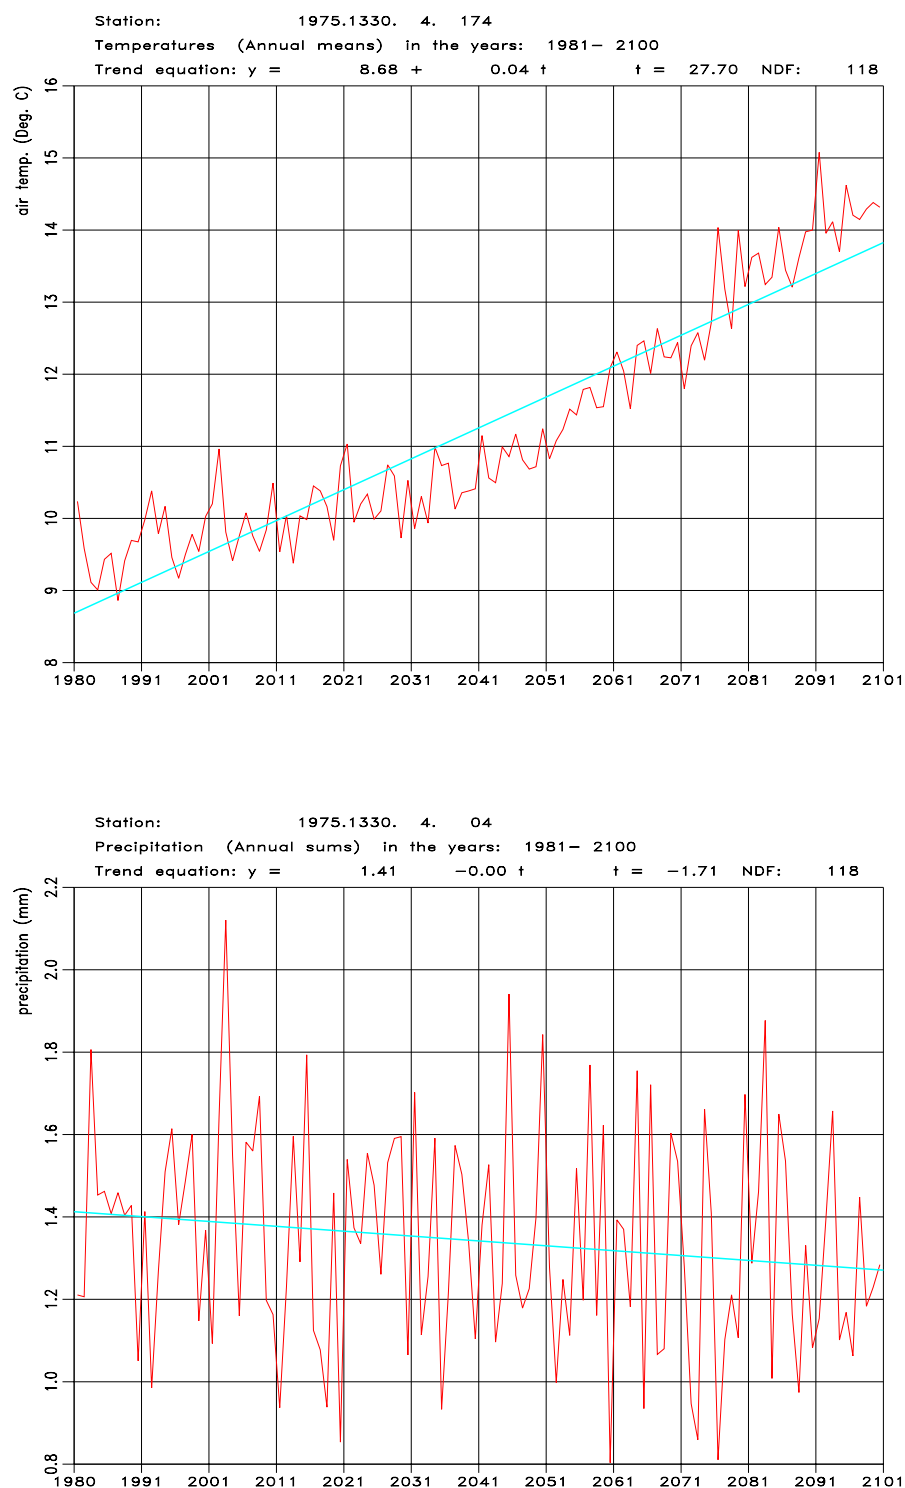 Station: 1975.1330. 4. 174
Temperatures (Annual means) in the years: 1981- 2100
Trend equation: y = 8.68 + 0.04 t t = 27.70 NDF: 118
air temp. (Deg. C)
16
15
14
13
12
11
10
9
8
1980 1991 2001 2011 2021 2031 2041 2051 2061 2071 2081 2091 2101
Station: 1975.1330. 4. 04
Precipitation (Annual sums) in the years: 1981- 2100
Trend equation: y = 1.41 -0.00 t t = -1.71 NDF: 118
precipitation (mm)
2.2
2.0
1.8
1.6
1.4
1.2
1.0
0.8
1980 1991 2001 2011 2021 2031 2041 2051 2061 2071 2081 2091 2101